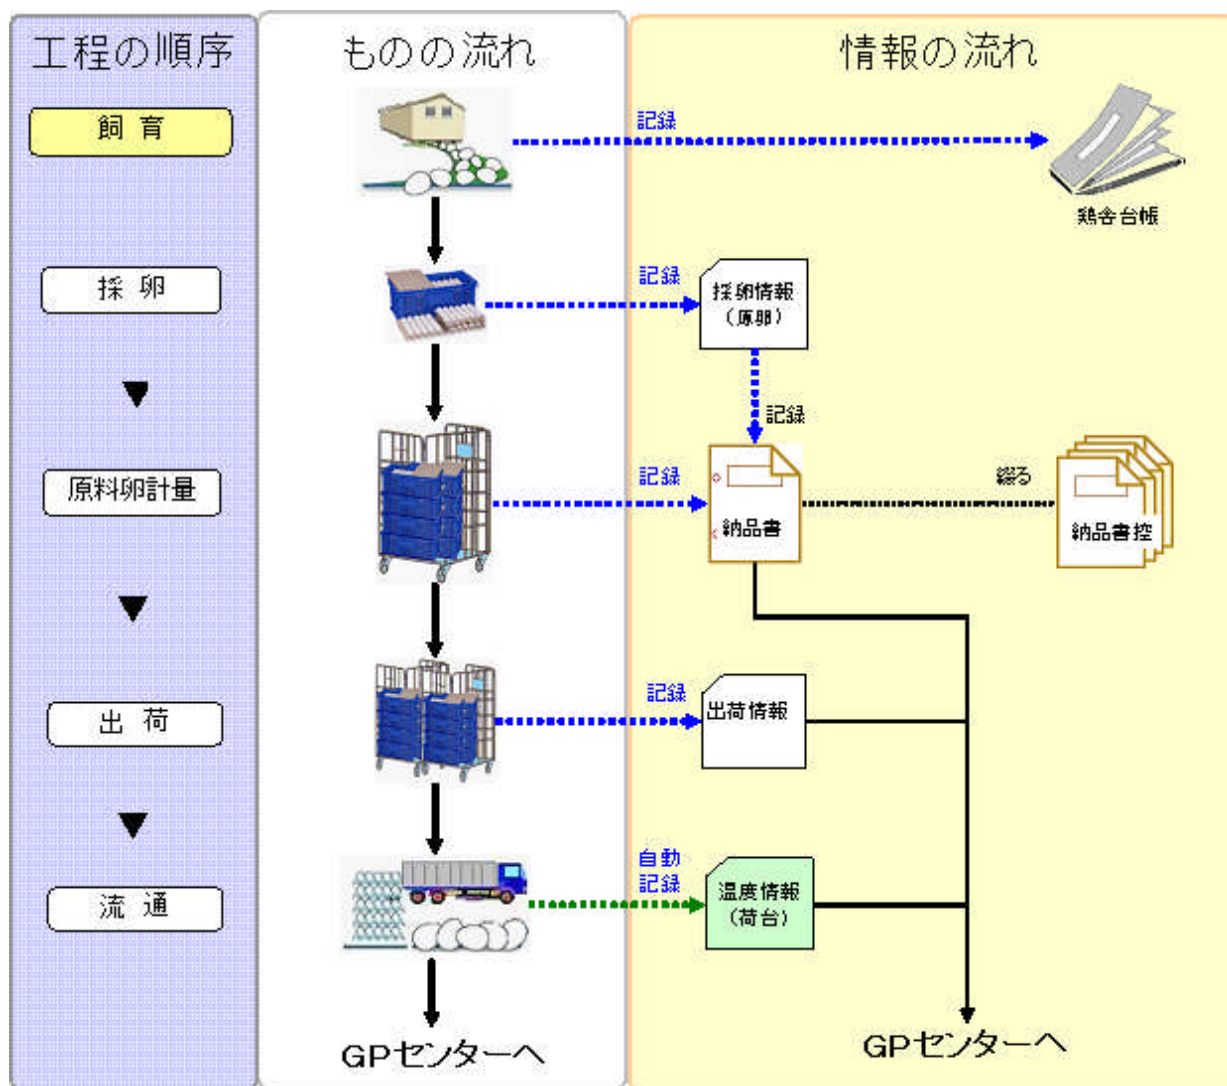 工程の順序
ものの流れ
情報の流れ
飼育
記録
鶏舎台帳
採卵
記録
採卵情報
(原卵)
記録
原料卵計量
記録
納品書
綴る
納品書控
出荷
記録
出荷情報
流通
自動
記録
温度情報
(荷台)
GPセンターへ
GPセンターへ